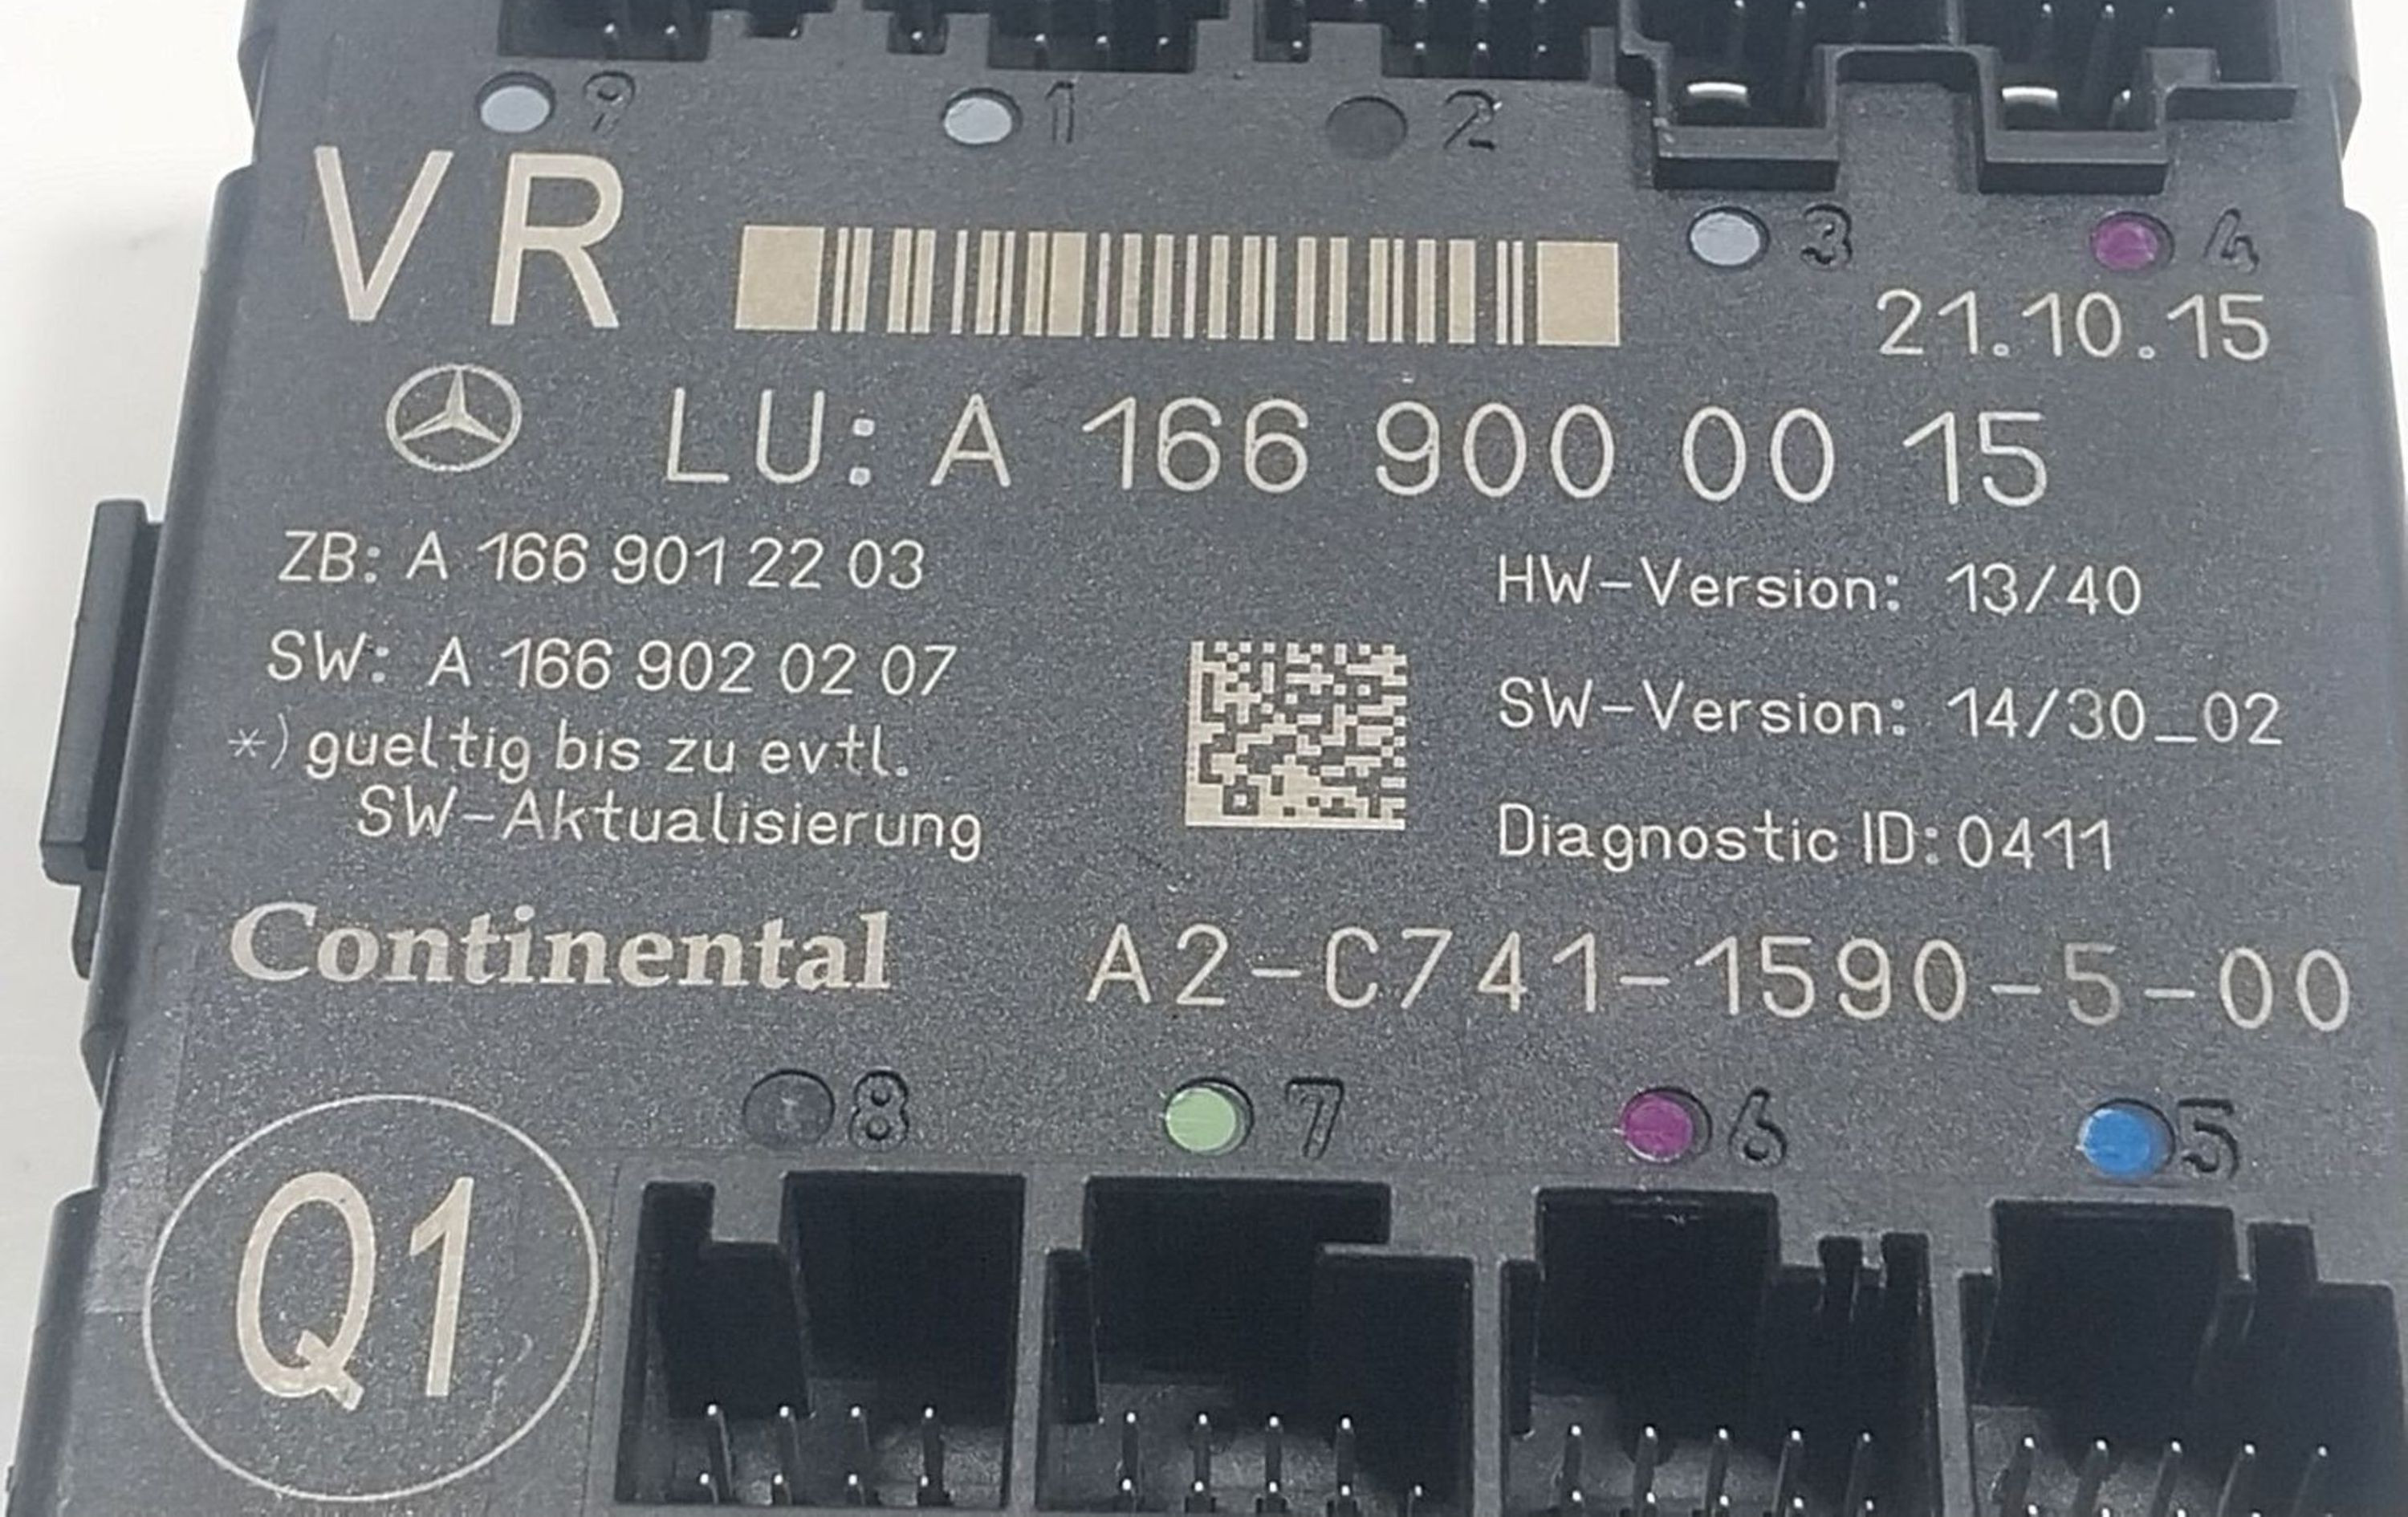 9 1 2
VR
3 4
21.10.15
LU: A 166 900 00 15
ZB: A 166 901 22 03
HW-Version: 13/40
SW: A 166 902 02 07
SW-Version: 14/30_02
*) gueltig bis zu evtl.
SW-Aktualisierung
Diagnostic ID: 0411
Continental A2-C741-1590-5-00
8 7 6 5
Q1